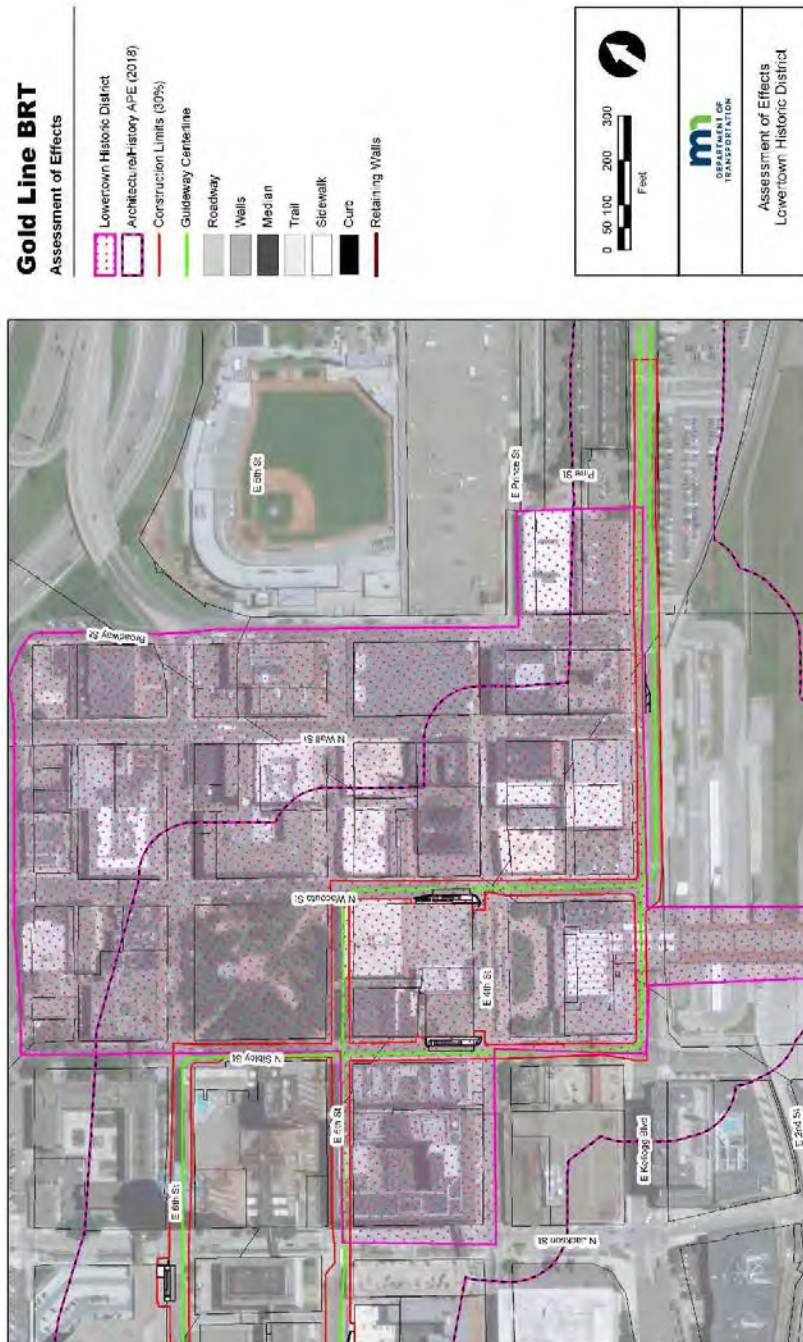 Gold Line BRT
Assessment of Effects
Lowertown Historic District
Architecture/History APE (2018)
Construction Limits (30%)
Guideway Centerline
Roadway
Walls
Median
Trail
Sidewalk
Curb
Retaining Walls
0 50 100 200 300
Feet
m
DEPARTMENT OF
TRANSPORTATION
Assessment of Effects
Lowertown Historic District
Broadway St
E 5th St
E Prince St
Pine St
N Wall St
N Wacouta St
E 4th St
N Sibley St
E 6th St
E 5th St
E Kellogg Blvd
N Jackson St
E 2nd St